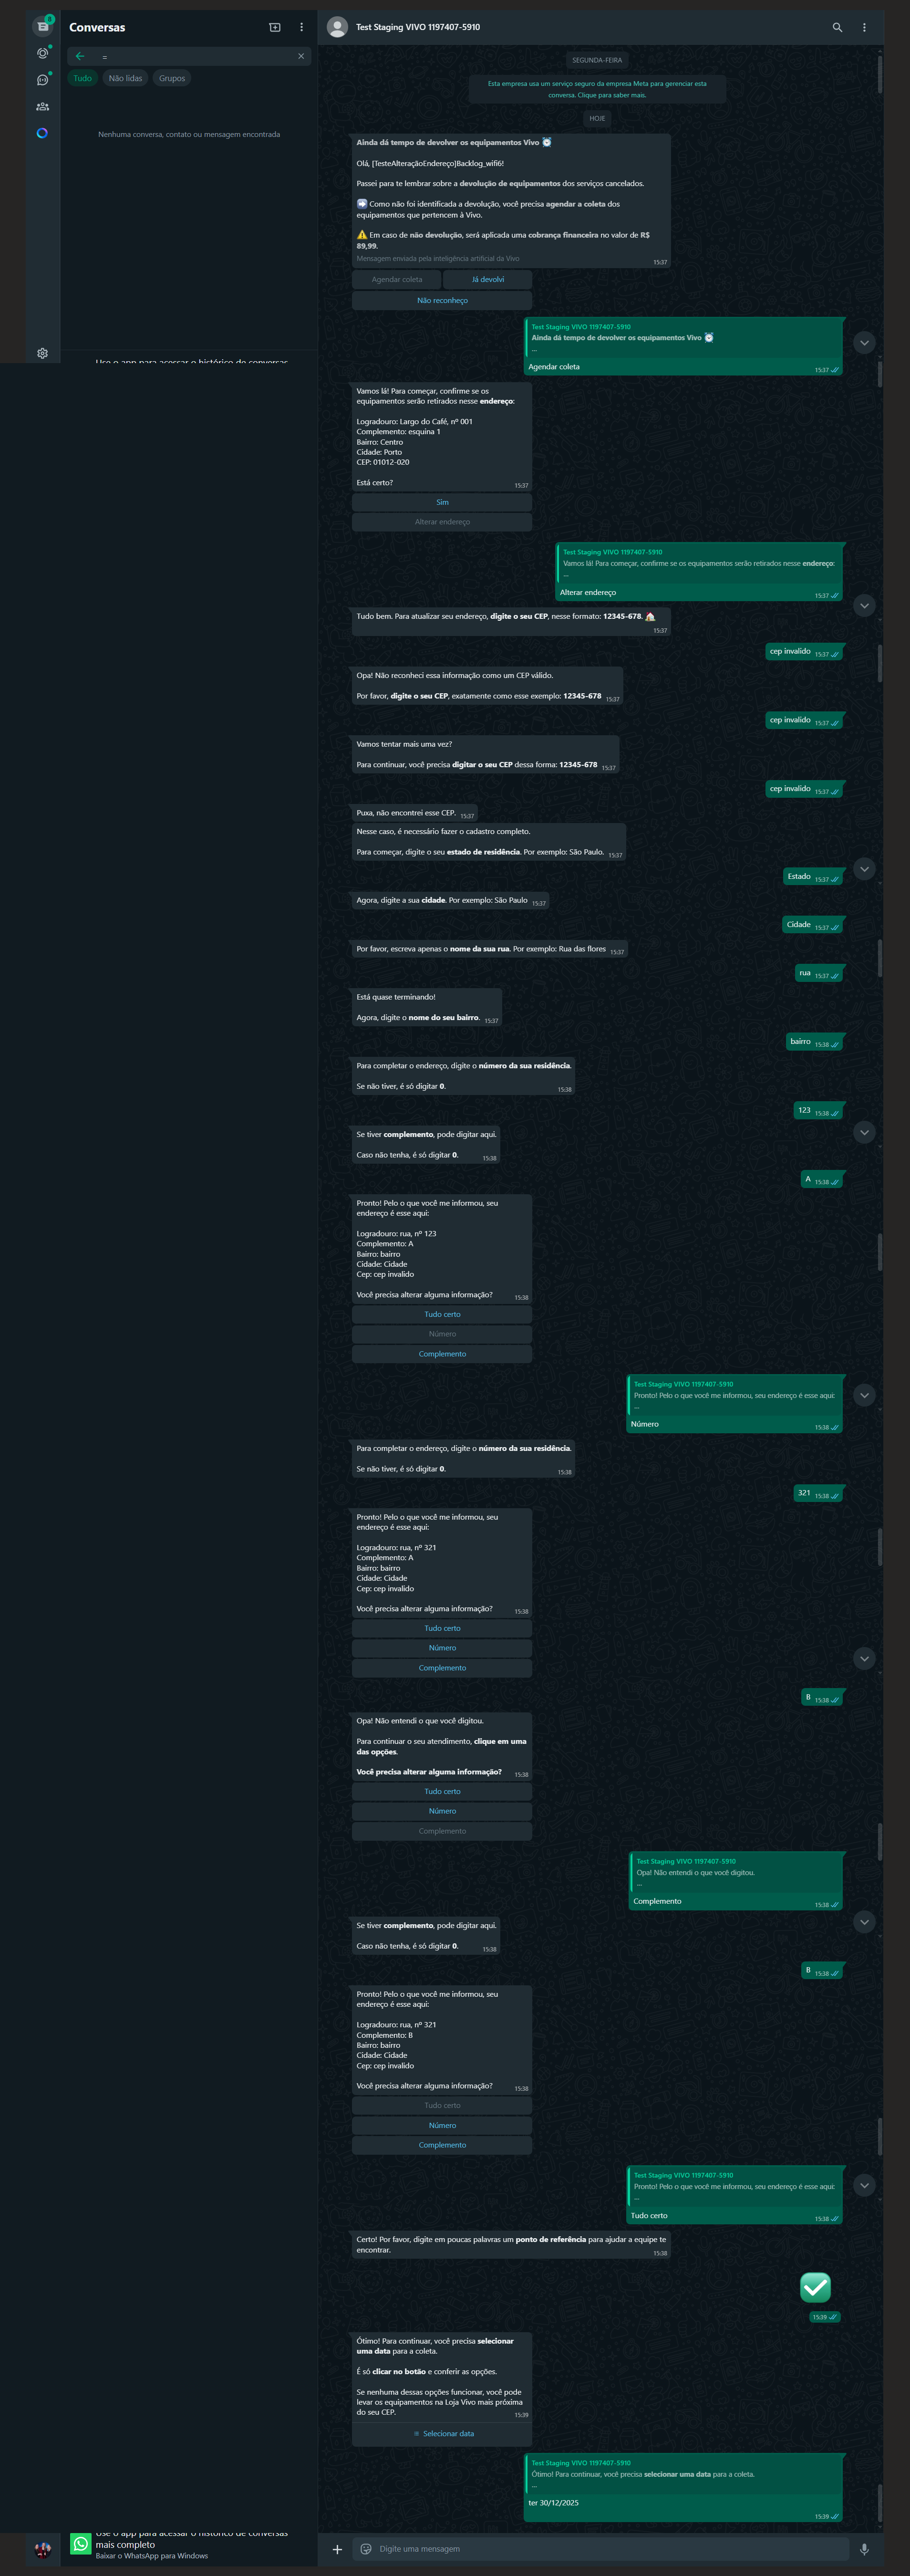 8
Conversas
=
Tudo
Não lidas
Grupos
Nenhuma conversa, contato ou mensagem encontrada
Test Staging VIVO 1197407-5910
SEGUNDA-FEIRA
Esta empresa usa um serviço seguro da empresa Meta para gerenciar esta
conversa. Clique para saber mais.
HOJE
Ainda dá tempo de devolver os equipamentos Vivo ⏰
Olá, [TesteAlteraçãoEndereço]Backlog_wifi6!
Passei para te lembrar sobre a devolução de equipamentos dos serviços cancelados.
➡️ Como não foi identificada a devolução, você precisa agendar a coleta dos
equipamentos que pertencem à Vivo.
⚠️ Em caso de não devolução, será aplicada uma cobrança financeira no valor de R$
89,99.
Mensagem enviada pela inteligência artificial da Vivo
15:37
Agendar coleta
Já devolvi
Não reconheço
Test Staging VIVO 1197407-5910
Ainda dá tempo de devolver os equipamentos Vivo ⏰
...
Agendar coleta
15:37
Vamos lá! Para começar, confirme se os
equipamentos serão retirados nesse endereço:
Logradouro: Largo do Café, nº 001
Complemento: esquina 1
Bairro: Centro
Cidade: Porto
CEP: 01012-020
Está certo?
15:37
Sim
Alterar endereço
Test Staging VIVO 1197407-5910
Vamos lá! Para começar, confirme se os equipamentos serão retirados nesse endereço:
...
Alterar endereço
15:37
Tudo bem. Para atualizar seu endereço, digite o seu CEP, nesse formato: 12345-678. 🏠
15:37
cep invalido 15:37
Opa! Não reconheci essa informação como um CEP válido.
Por favor, digite o seu CEP, exatamente como esse exemplo: 12345-678 15:37
cep invalido 15:37
Vamos tentar mais uma vez?
Para continuar, você precisa digitar o seu CEP dessa forma: 12345-678 15:37
cep invalido 15:37
Puxa, não encontrei esse CEP. 15:37
Nesse caso, é necessário fazer o cadastro completo.
Para começar, digite o seu estado de residência. Por exemplo: São Paulo. 15:37
Estado 15:37
Agora, digite a sua cidade. Por exemplo: São Paulo 15:37
Cidade 15:37
Por favor, escreva apenas o nome da sua rua. Por exemplo: Rua das flores 15:37
rua 15:37
Está quase terminando!
Agora, digite o nome do seu bairro. 15:37
bairro 15:38
Para completar o endereço, digite o número da sua residência.
Se não tiver, é só digitar 0.
15:38
123 15:38
Se tiver complemento, pode digitar aqui.
Caso não tenha, é só digitar 0.
15:38
A 15:38
Pronto! Pelo o que você me informou, seu
endereço é esse aqui:
Logradouro: rua, nº 123
Complemento: A
Bairro: bairro
Cidade: Cidade
Cep: cep invalido
Você precisa alterar alguma informação?
15:38
Tudo certo
Número
Complemento
Test Staging VIVO 1197407-5910
Pronto! Pelo o que você me informou, seu endereço é esse aqui:
...
Número
15:38
Para completar o endereço, digite o número da sua residência.
Se não tiver, é só digitar 0.
15:38
321 15:38
Pronto! Pelo o que você me informou, seu
endereço é esse aqui:
Logradouro: rua, nº 321
Complemento: A
Bairro: bairro
Cidade: Cidade
Cep: cep invalido
Você precisa alterar alguma informação?
15:38
Tudo certo
Número
Complemento
B 15:38
Opa! Não entendi o que você digitou.
Para continuar o seu atendimento, clique em uma
das opções.
Você precisa alterar alguma informação?
15:38
Tudo certo
Número
Complemento
Test Staging VIVO 1197407-5910
Opa! Não entendi o que você digitou.
...
Complemento
15:38
Se tiver complemento, pode digitar aqui.
Caso não tenha, é só digitar 0.
15:38
B 15:38
Pronto! Pelo o que você me informou, seu
endereço é esse aqui:
Logradouro: rua, nº 321
Complemento: B
Bairro: bairro
Cidade: Cidade
Cep: cep invalido
Você precisa alterar alguma informação?
15:38
Tudo certo
Número
Complemento
Test Staging VIVO 1197407-5910
Pronto! Pelo o que você me informou, seu endereço é esse aqui:
...
Tudo certo
15:38
Certo! Por favor, digite em poucas palavras um ponto de referência para ajudar a equipe te
encontrar.
15:38
✅
15:39
Ótimo! Para continuar, você precisa selecionar
uma data para a coleta.
É só clicar no botão e conferir as opções.
Se nenhuma dessas opções funcionar, você pode
levar os equipamentos na Loja Vivo mais próxima
do seu CEP.
15:39
Selecionar data
Test Staging VIVO 1197407-5910
Ótimo! Para continuar, você precisa selecionar uma data para a coleta.
...
ter 30/12/2025
15:39
Use o app para acessar o histórico de conversas
mais completo
Baixar o WhatsApp para Windows
Digite uma mensagem